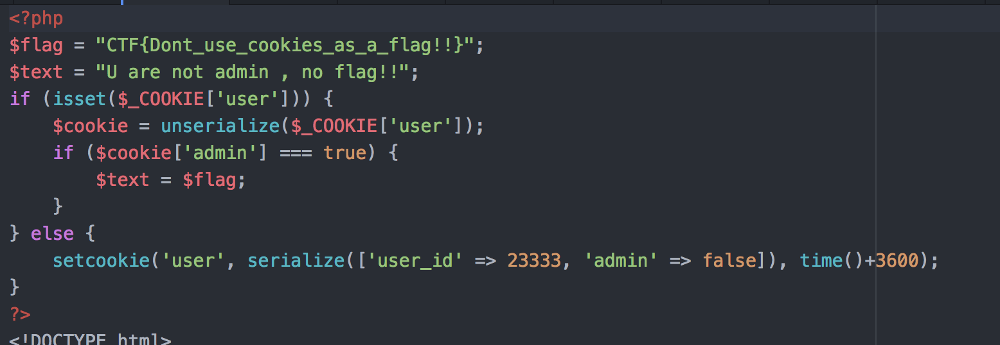 <?php
$flag = "CTF{Dont_use_cookies_as_a_flag!!}";
$text = "U are not admin , no flag!!";
if (isset($_COOKIE['user'])) {
    $cookie = unserialize($_COOKIE['user']);
    if ($cookie['admin'] === true) {
        $text = $flag;
    }
} else {
    setcookie('user', serialize(['user_id' => 23333, 'admin' => false]), time()+3600);
}
?>
<!DOCTYPE html>